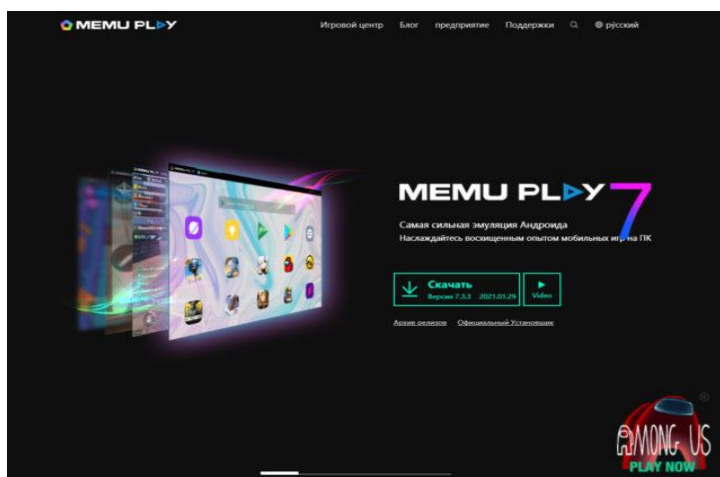 MEMU PLAY
Игровой центр Блог предприятие Поддержки русский
MEMU PLAY 7
Самая сильная эмуляция Андроида
Наслаждайтесь восхищенным опытом мобильных игр на ПК
Скачать
Версия 7.3.3 2021.01.29
Video
Архив релизов Официальный Установщик
AMONG US
PLAY NOW